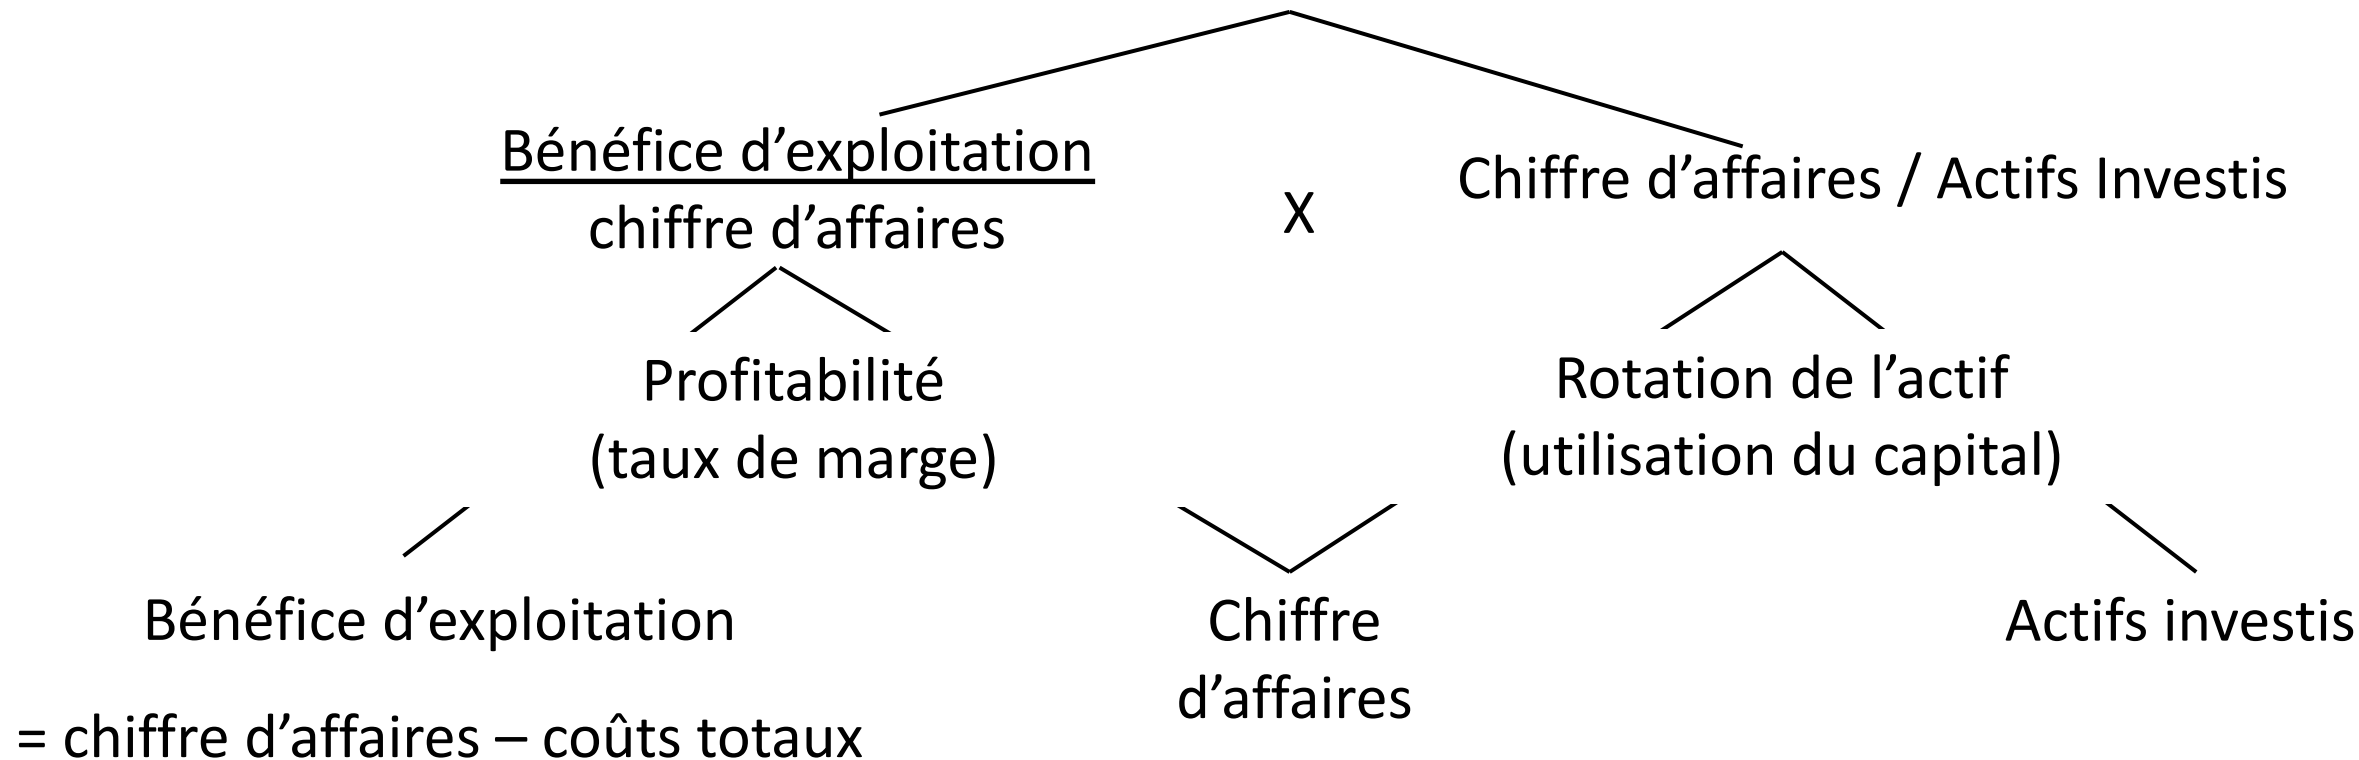 Bénéfice d’exploitation
chiffre d’affaires
X
Chiffre d’affaires / Actifs Investis
Profitabilité
(taux de marge)
Rotation de l’actif
(utilisation du capital)
Bénéfice d’exploitation
= chiffre d’affaires – coûts totaux
Chiffre
d’affaires
Actifs investis